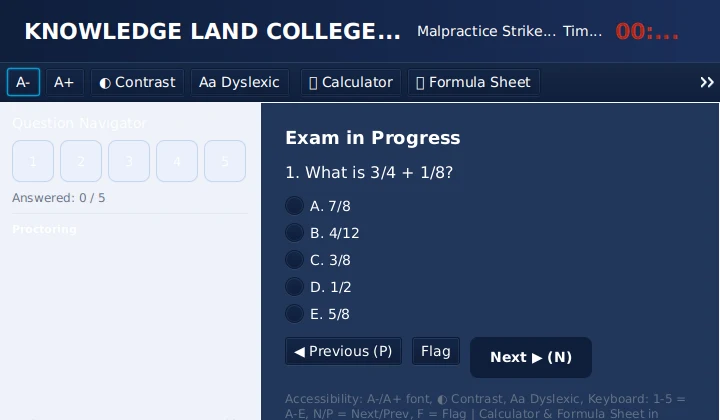 KNOWLEDGE LAND COLLEGE... Malpractice Strike... Tim... 00:...
A- A+ ◐ Contrast Aa Dyslexic Calculator Formula Sheet »
Question Navigator
1 2 3 4 5
Answered: 0 / 5
Proctoring
Exam in Progress
1. What is 3/4 + 1/8?
A. 7/8
B. 4/12
C. 3/8
D. 1/2
E. 5/8
◀ Previous (P) Flag Next ▶ (N)
Accessibility: A-/A+ font, ◐ Contrast, Aa Dyslexic, Keyboard: 1-5 =
A-E, N/P = Next/Prev, F = Flag | Calculator & Formula Sheet in